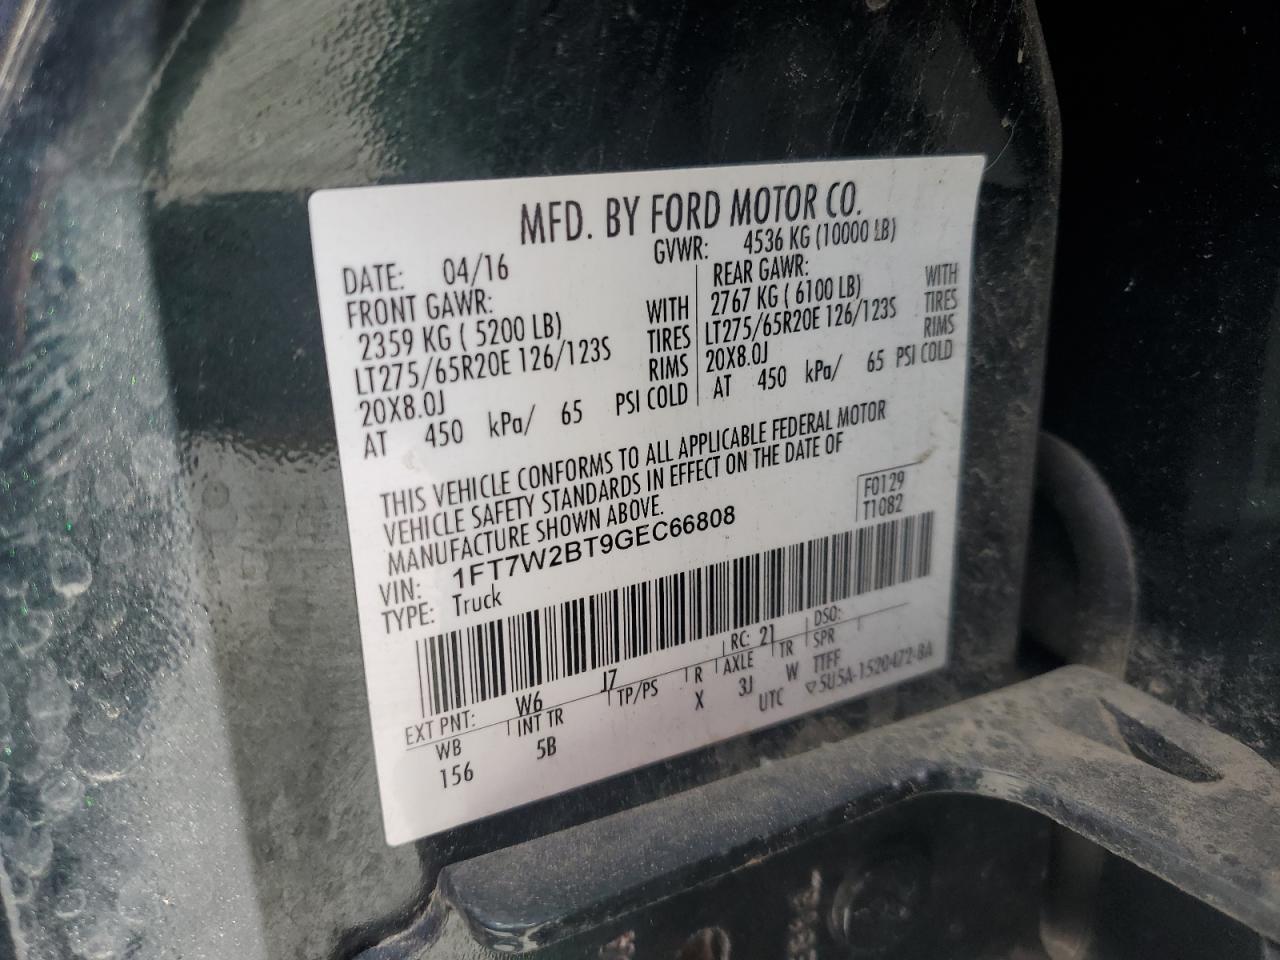 MFD. BY FORD MOTOR CO.
DATE: 04/16 GVWR: 4536 KG (10000 LB)
FRONT GAWR:
2359 KG ( 5200 LB) WITH
LT275/65R20E 126/123S TIRES
20X8.0J RIMS
AT 450 kPa/ 65 PSI COLD
REAR GAWR:
2767 KG ( 6100 LB) WITH
LT275/65R20E 126/123S TIRES
20X8.0J RIMS
AT 450 kPa/ 65 PSI COLD
THIS VEHICLE CONFORMS TO ALL APPLICABLE FEDERAL MOTOR
VEHICLE SAFETY STANDARDS IN EFFECT ON THE DATE OF
MANUFACTURE SHOWN ABOVE.
F0129
T1082
VIN: 1FT7W2BT9GEC66808
TYPE: Truck
EXT PNT: W6 J7 RC: 21 DSO:
WB INT TR TP/PS R AXLE TR SPR
156 5B X 3J W TTFF
UTC ▽5U5A-1520472-BA